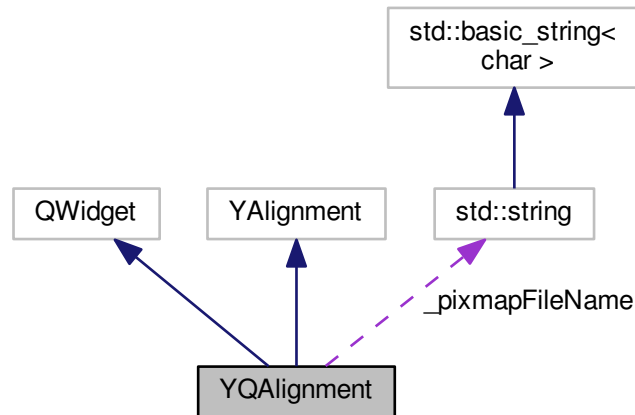 std::basic_string<
char >
QWidget
YAlignment
std::string
_pixmapFileName
YQAlignment